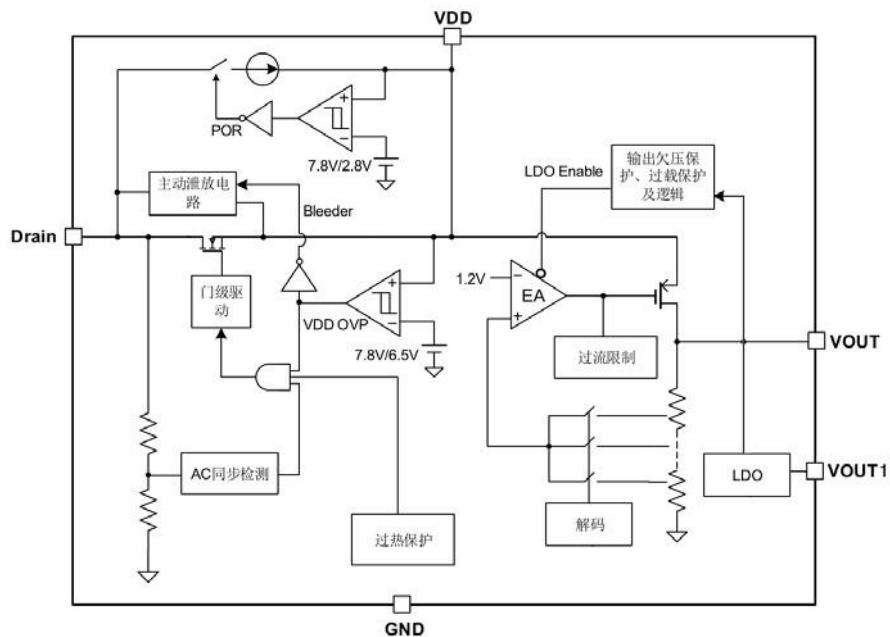 VDD
POR
7.8V/2.8V
主动泄放电
路
Bleeder
LDO Enable
输出欠压保
护、过载保护
及逻辑
Drain
门级驱
动
VDD OVP
7.8V/6.5V
1.2V
EA
过流限制
VOUT
AC同步检测
过热保护
解码
LDO
VOUT1
GND